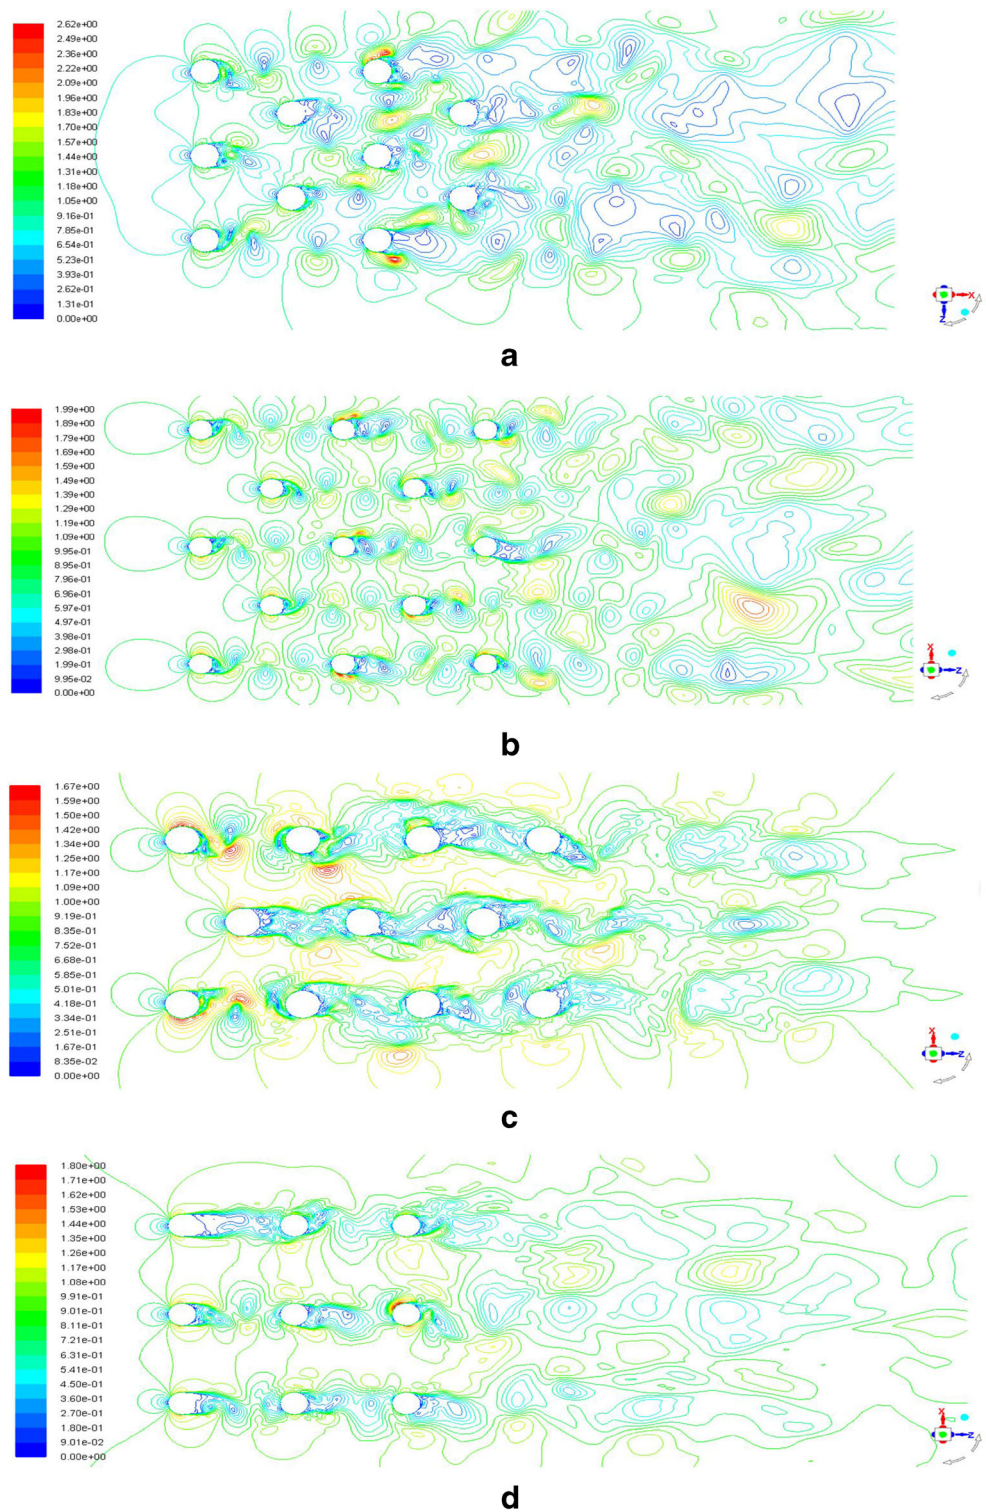 2.62e+00
2.49e+00
2.36e+00
2.22e+00
2.09e+00
1.96e+00
1.83e+00
1.70e+00
1.57e+00
1.44e+00
1.31e+00
1.18e+00
1.05e+00
9.16e-01
7.85e-01
6.54e-01
5.23e-01
3.93e-01
2.62e-01
1.31e-01
0.00e+00
X
Z
a
1.99e+00
1.89e+00
1.79e+00
1.69e+00
1.59e+00
1.49e+00
1.39e+00
1.29e+00
1.19e+00
1.09e+00
9.95e-01
8.95e-01
7.96e-01
6.96e-01
5.97e-01
4.97e-01
3.98e-01
2.98e-01
1.99e-01
9.95e-02
0.00e+00
X
Z
b
1.67e+00
1.59e+00
1.50e+00
1.42e+00
1.34e+00
1.25e+00
1.17e+00
1.09e+00
1.00e+00
9.19e-01
8.35e-01
7.52e-01
6.68e-01
5.85e-01
5.01e-01
4.18e-01
3.34e-01
2.51e-01
1.67e-01
8.35e-02
0.00e+00
X
Z
c
1.80e+00
1.71e+00
1.62e+00
1.53e+00
1.44e+00
1.35e+00
1.26e+00
1.17e+00
1.08e+00
9.91e-01
9.01e-01
8.11e-01
7.21e-01
6.31e-01
5.41e-01
4.50e-01
3.60e-01
2.70e-01
1.80e-01
9.01e-02
0.00e+00
X
Z
d